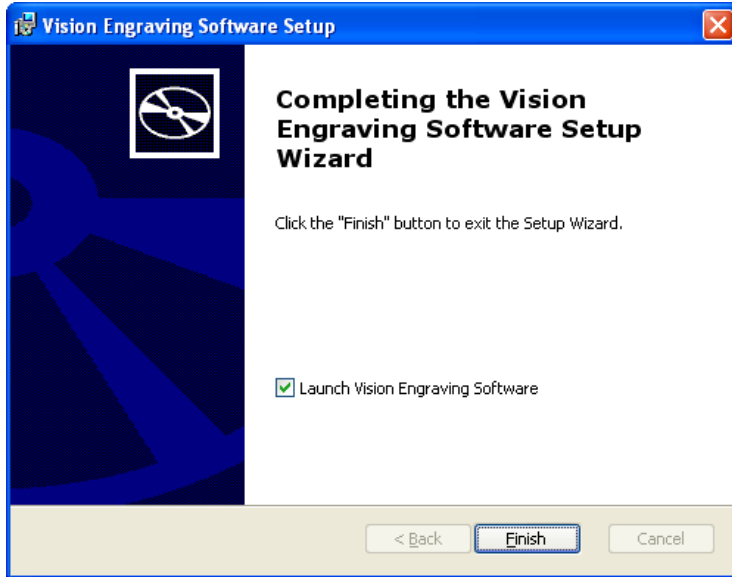 Vision Engraving Software Setup
Completing the Vision
Engraving Software Setup
Wizard
Click the "Finish" button to exit the Setup Wizard.
Launch Vision Engraving Software
< Back
Finish
Cancel